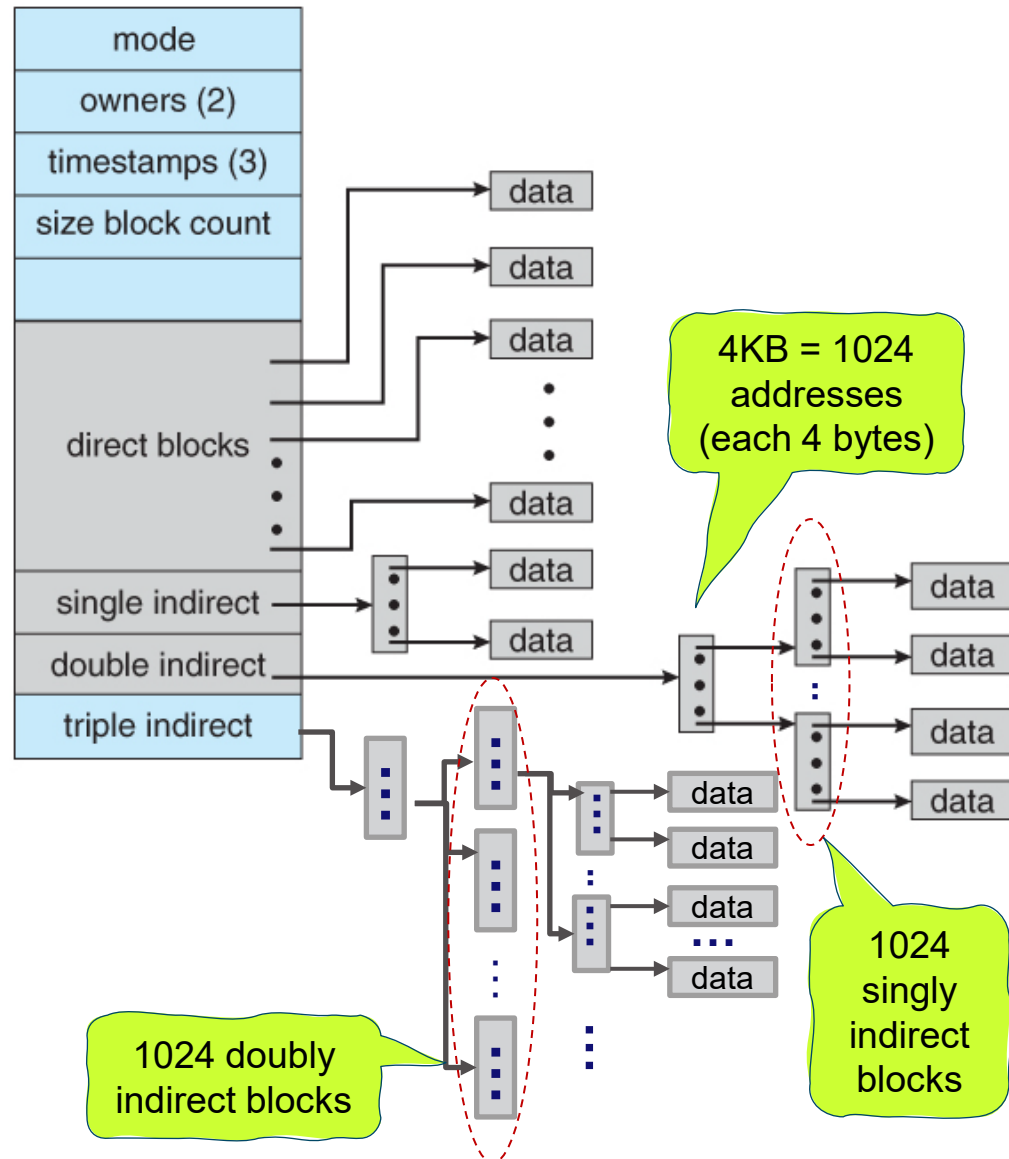 mode
owners (2)
timestamps (3)
size block count
direct blocks
single indirect
double indirect
triple indirect
data
data
data
data
data
data
4KB = 1024
addresses
(each 4 bytes)
data
data
data
data
data
data
data
data
1024 doubly
indirect blocks
1024
singly
indirect
blocks